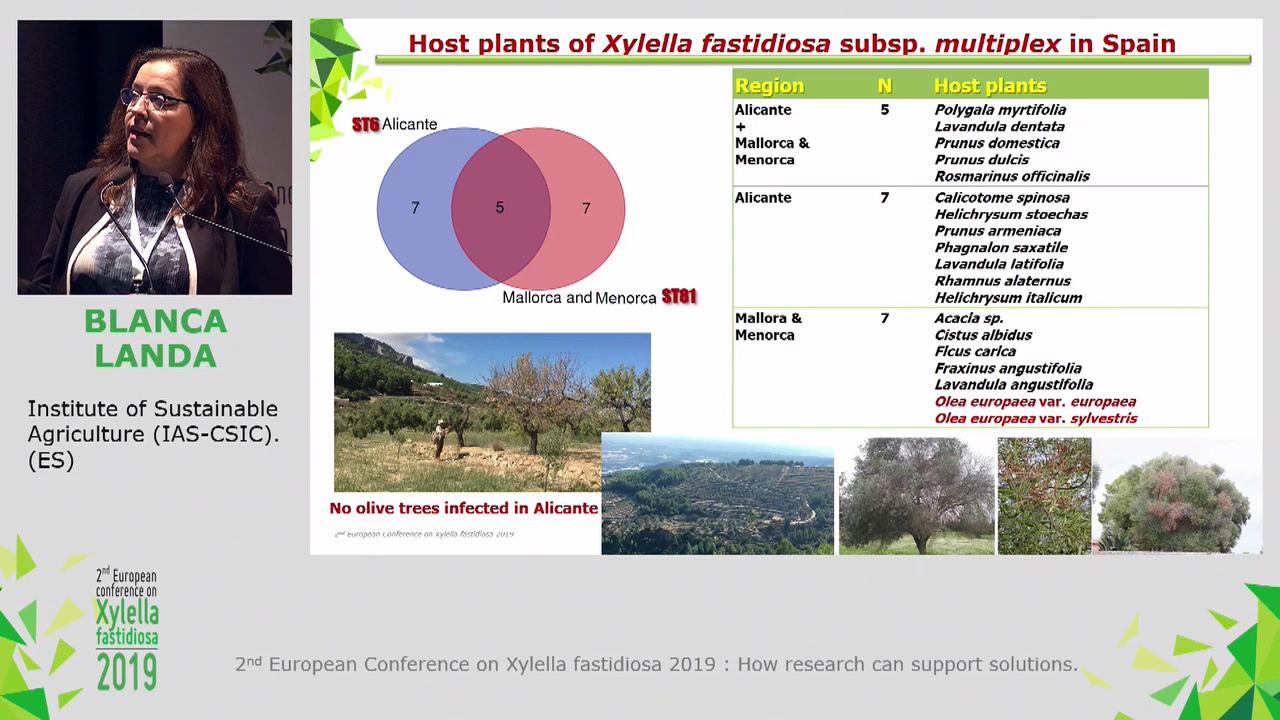 Host plants of Xylella fastidiosa subsp. multiplex in Spain
ST6 Alicante
7
5
7
Mallorca and Menorca ST81
Region N Host plants
Alicante 5 Polygala myrtifolia
+ Lavandula dentata
Mallorca & Prunus domestica
Menorca Prunus dulcis
Rosmarinus officinalis
Alicante 7 Calicotome spinosa
Helichrysum stoechas
Prunus armeniaca
Phagnalon saxatile
Lavandula latifolia
Rhamnus alaternus
Helichrysum italicum
Mallora & 7 Acacia sp.
Menorca Cistus albidus
Ficus carica
Fraxinus angustifolia
Lavandula angustifolia
Olea europaea var. europaea
Olea europaea var. sylvestris
No olive trees infected in Alicante
2nd European Conference on Xylella fastidiosa 2019
BLANCA
LANDA
Institute of Sustainable
Agriculture (IAS-CSIC).
(ES)
2nd European
conference on
Xylella
fastidiosa
2019
2nd European Conference on Xylella fastidiosa 2019 : How research can support solutions.